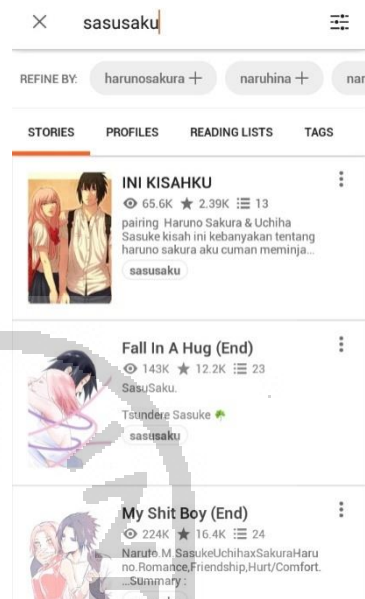 sasusaku
REFINE BY: harunosakura + naruhina + nar
STORIES PROFILES READING LISTS TAGS
INI KISAHKU
65.6K ★ 2.39K 13
pairing Haruno Sakura & Uchiha
Sasuke kisah ini kebanyakan tentang
haruno sakura aku cuman meminja...
sasusaku
Fall In A Hug (End)
143K ★ 12.2K 23
SasuSaku.
Tsundere Sasuke
sasusaku
My Shit Boy (End)
224K ★ 16.4K 24
Naruto.M SasukeUchihaxSakuraHaru
no.Romance,Friendship,Hurt/Comfort.
...Summary :